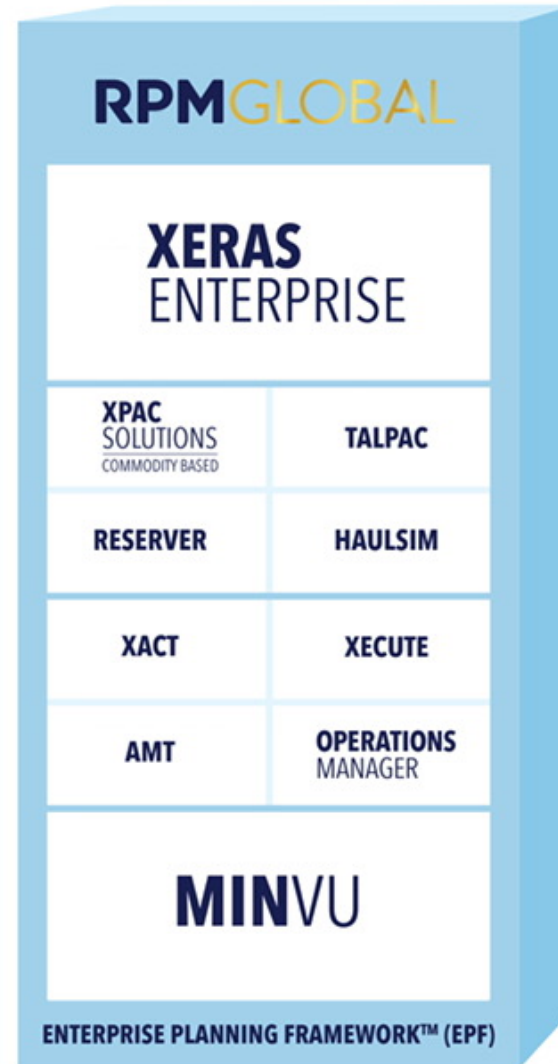 RPMGLOBAL
XERAS
ENTERPRISE
XPAC
SOLUTIONS
COMMODITY BASED
TALPAC
RESERVER
HAULSIM
XACT
XECUTE
AMT
OPERATIONS
MANAGER
MINVU
ENTERPRISE PLANNING FRAMEWORK™ (EPF)